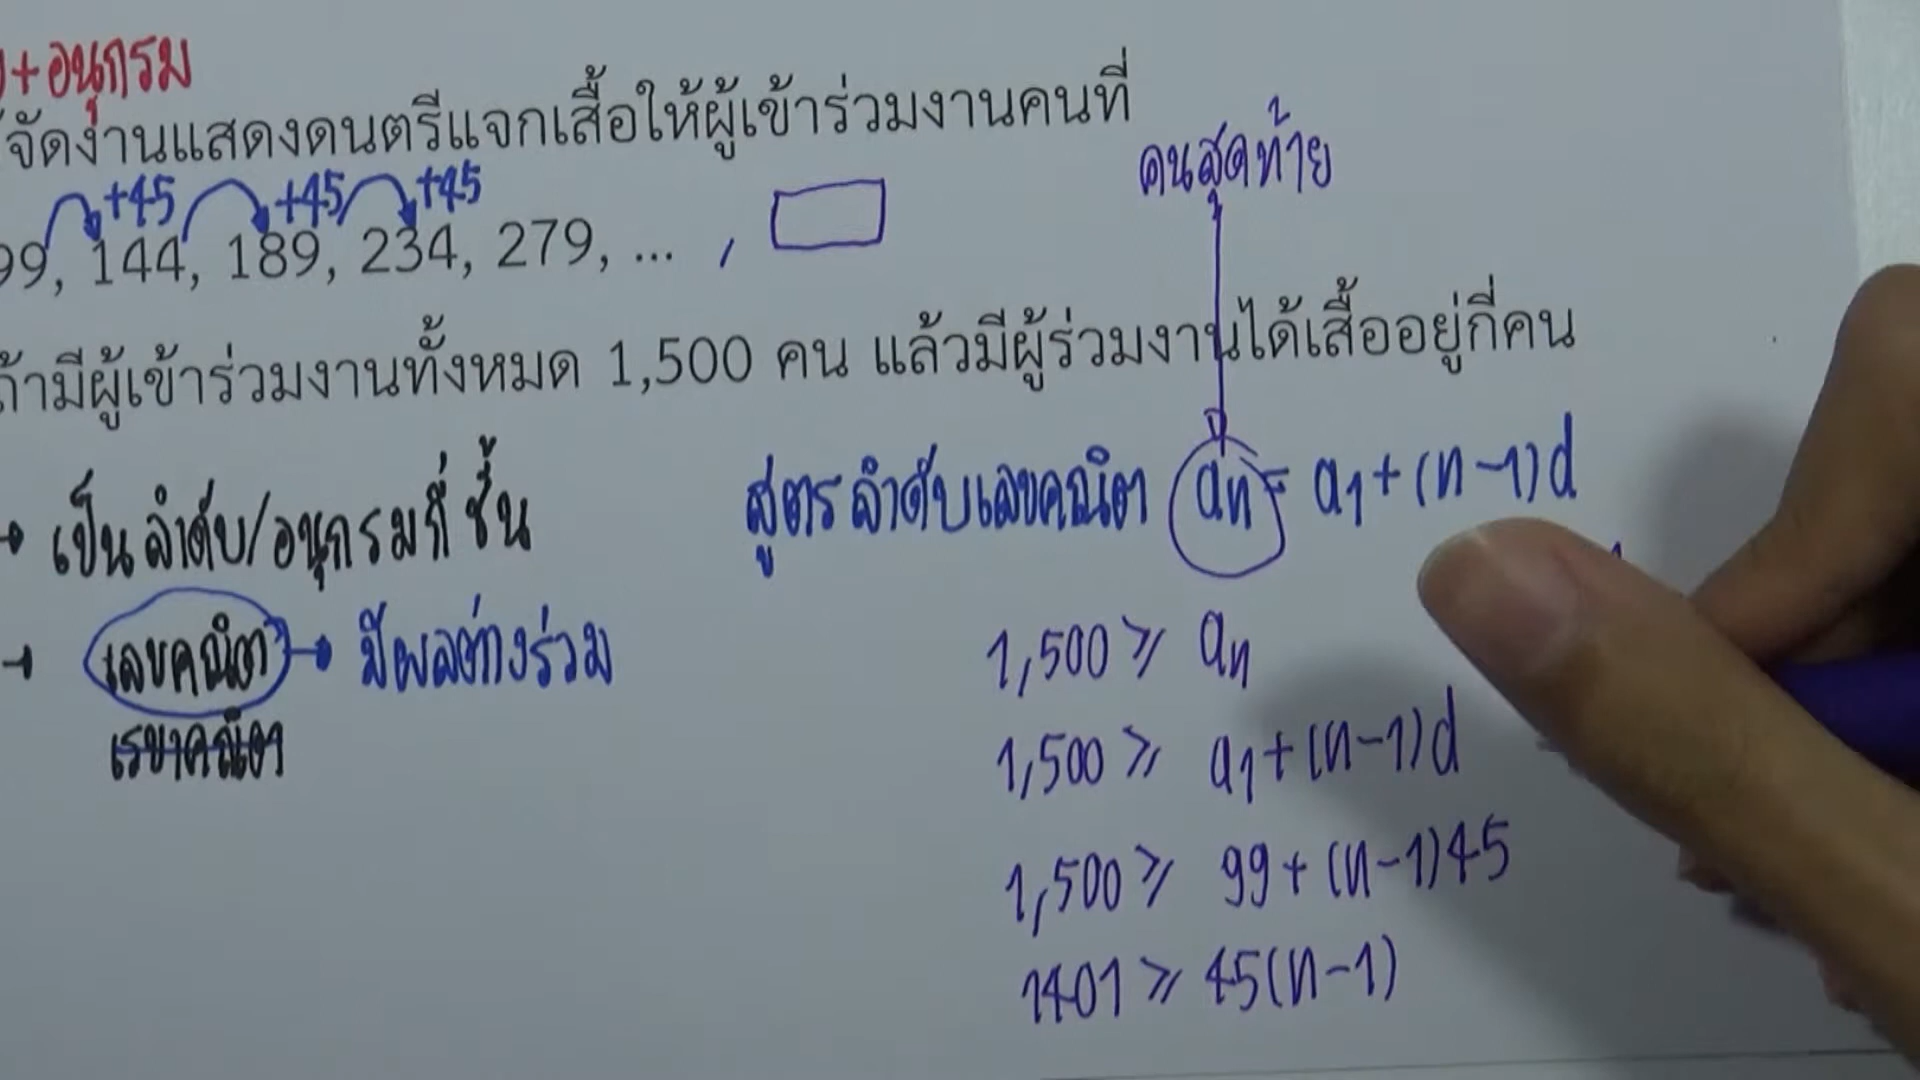 +อนุกรม
จัดงานแสดงดนตรีแจกเสื้อให้ผู้เข้าร่วมงานคนที่
คนสุดท้าย
+45 +45 +45
99, 144, 189, 234, 279, ... ,
ถ้ามีผู้เข้าร่วมงานทั้งหมด 1,500 คน แล้วมีผู้ร่วมงานได้เสื้ออยู่กี่คน
เป็นลำดับ/อนุกรมกี่ ชั้น
สูตรลำดับเลขคณิต an = a1+(n-1)d
เลขคณิต → มีผลต่างร่วม
เรขาคณิต
1,500 ≥ an
1,500 ≥ a1+(n-1)d
1,500 ≥ 99+(n-1)45
1401 ≥ 45(n-1)